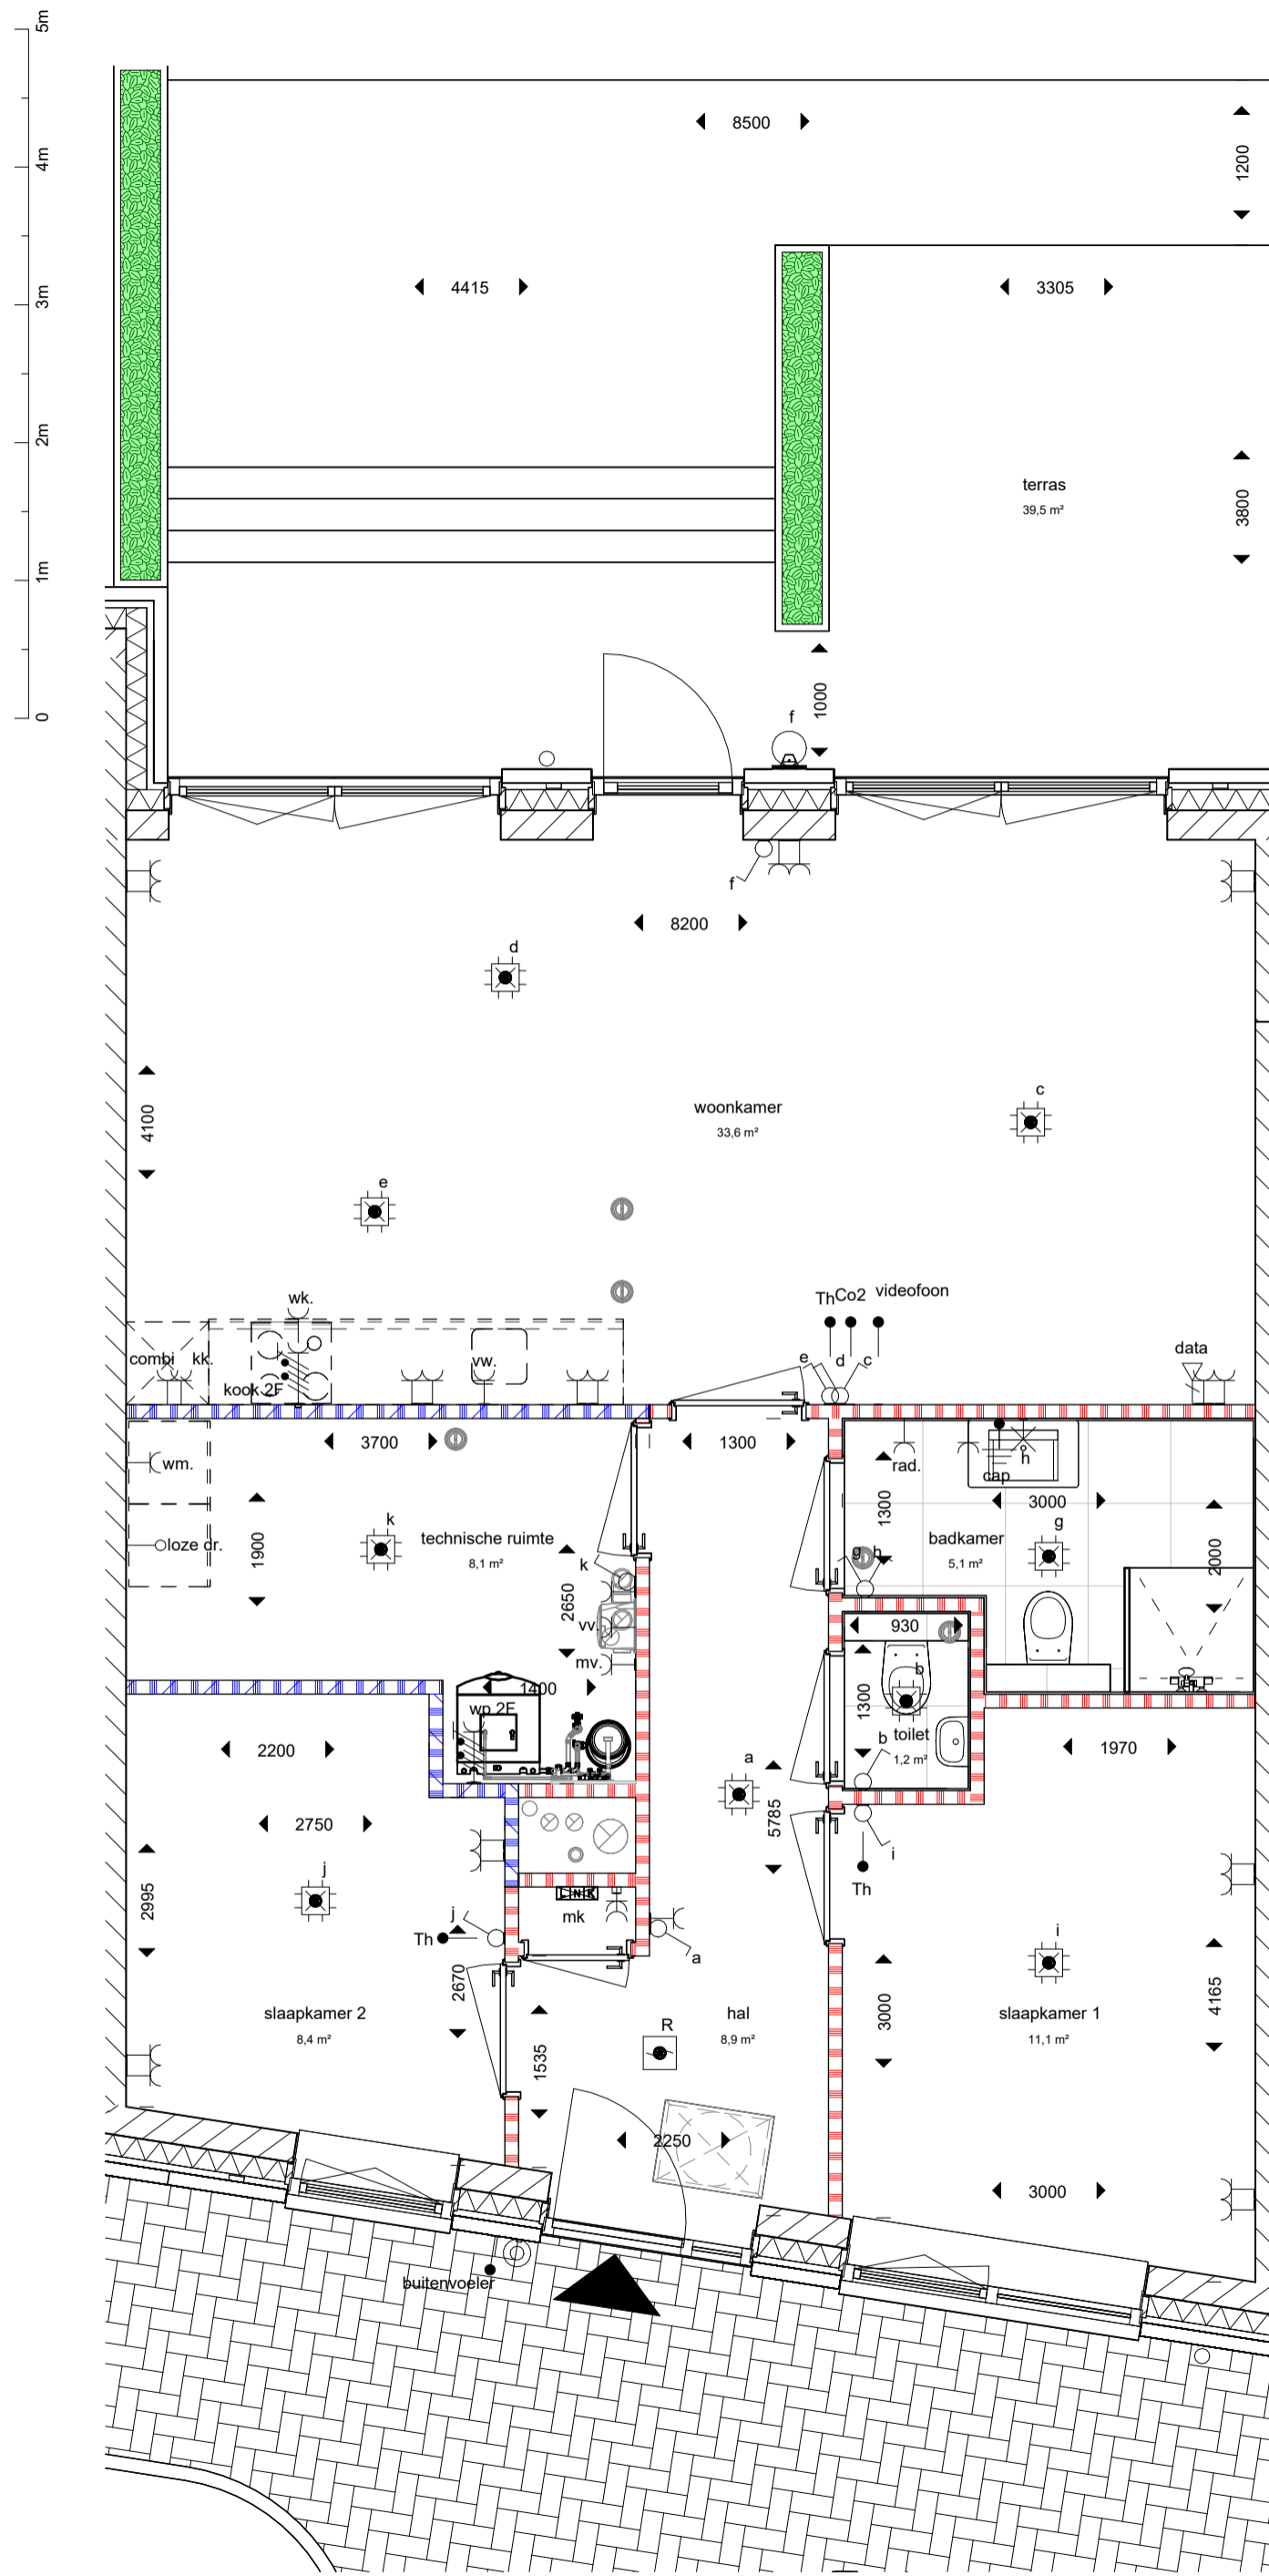 5m
4m
3m
2m
1m
0
8500
1200
4415
3305
terras
39,5 m²
3800
1000
f
f
8200
d
c
woonkamer
33,6 m²
4100
e
wk.
Th Co2 videofoon
combi kk.
vw.
kook 2F
e d c
data
3700
1300
wm.
rad.
cap
h
3000
1300
loze dr.
1900
k
technische ruimte
8,1 m²
k
2650
vv.
mv.
g h
badkamer
5,1 m²
g
2000
930
b
1400
wp 2F
1300
toilet
1,2 m²
b
2200
1970
2750
a
5785
i
Th
2995
j
j
Th
L N K
mk
a
2670
i
3000
4165
slaapkamer 2
8,4 m²
R
hal
8,9 m²
slaapkamer 1
11,1 m²
1535
2250
3000
buitenvoeler